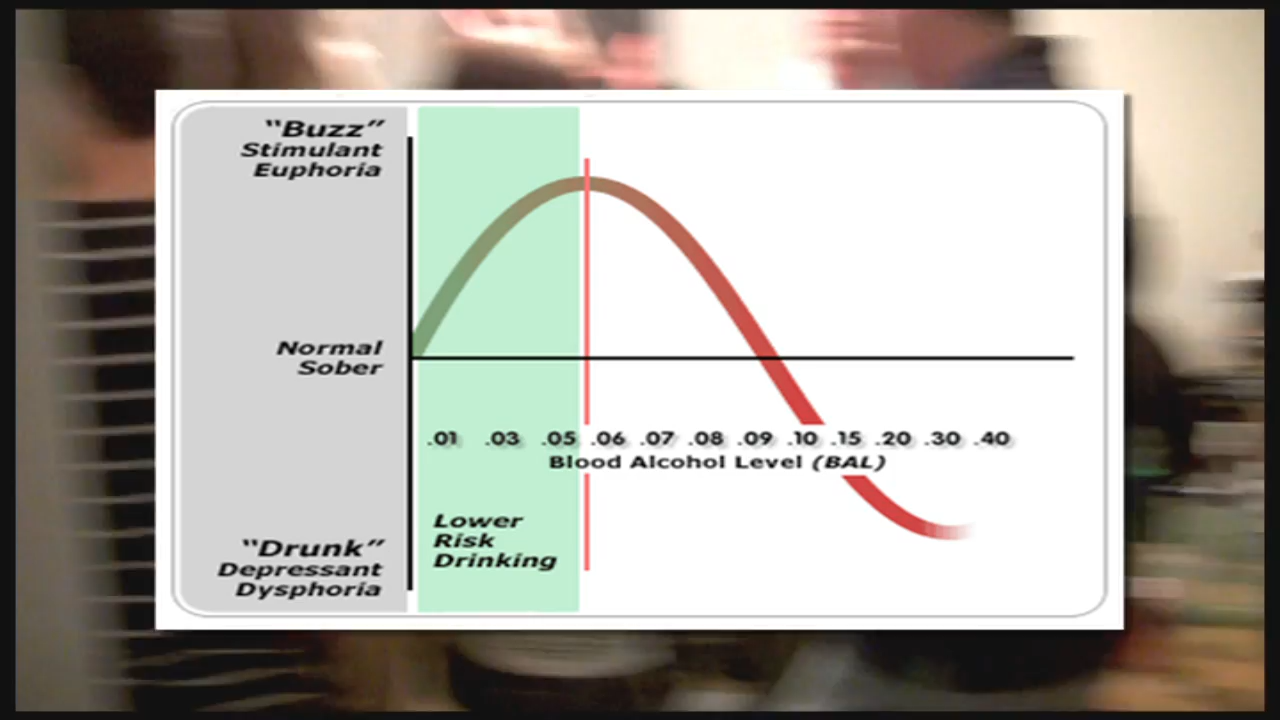 “Buzz”
Stimulant
Euphoria
Normal
Sober
.01 .03 .05 .06 .07 .08 .09 .10 .15 .20 .30 .40
Blood Alcohol Level (BAL)
Lower
Risk
Drinking
“Drunk”
Depressant
Dysphoria